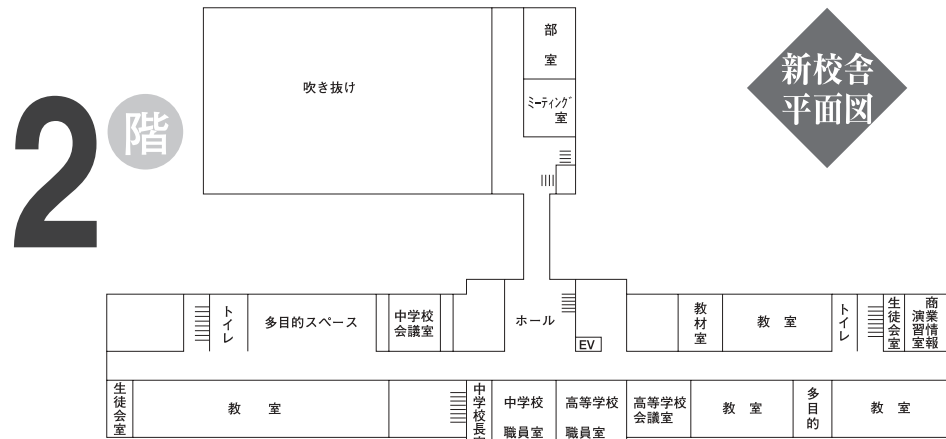 2階
新校舎
平面図
吹き抜け
部
室
ミーティング
室
トイレ
多目的スペース
中学校
会議室
ホール
EV
教材室
教 室
トイレ
生徒会室
商業情報
演習室
生徒会室
教 室
中学校長
中学校
職員室
高等学校
職員室
高等学校
会議室
教 室
多目的
教 室